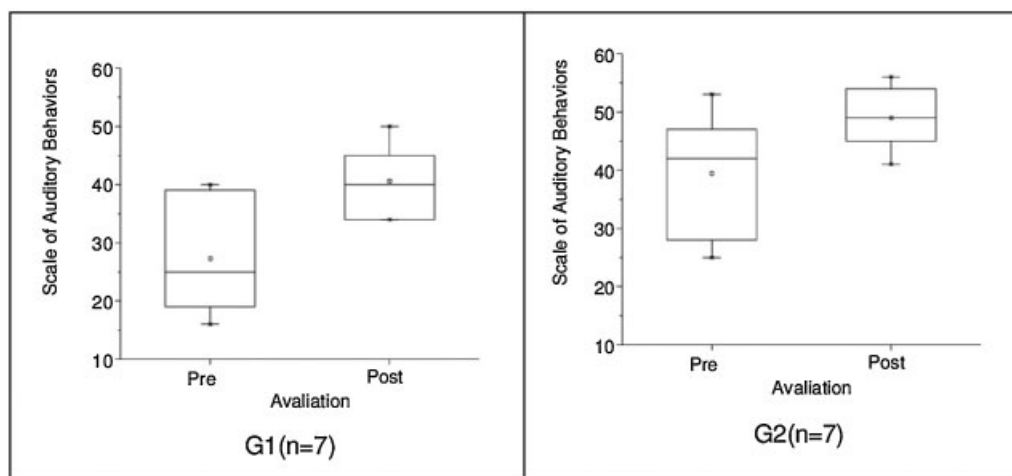 Scale of Auditory Behaviors
60
50
40
30
20
10
Pre
Post
Avaliation
G1(n=7)
Scale of Auditory Behaviors
60
50
40
30
20
10
Pre
Post
Avaliation
G2(n=7)